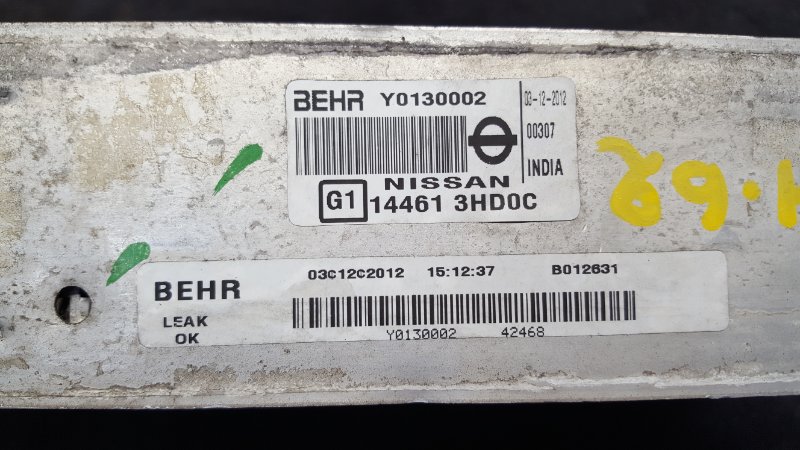 BEHR Y0130002
03-12-2012
00307
INDIA
NISSAN
G1 14461 3HD0C
BEHR
LEAK
OK
03C12C2012 15:12:37 B012631
Y0130002 42468